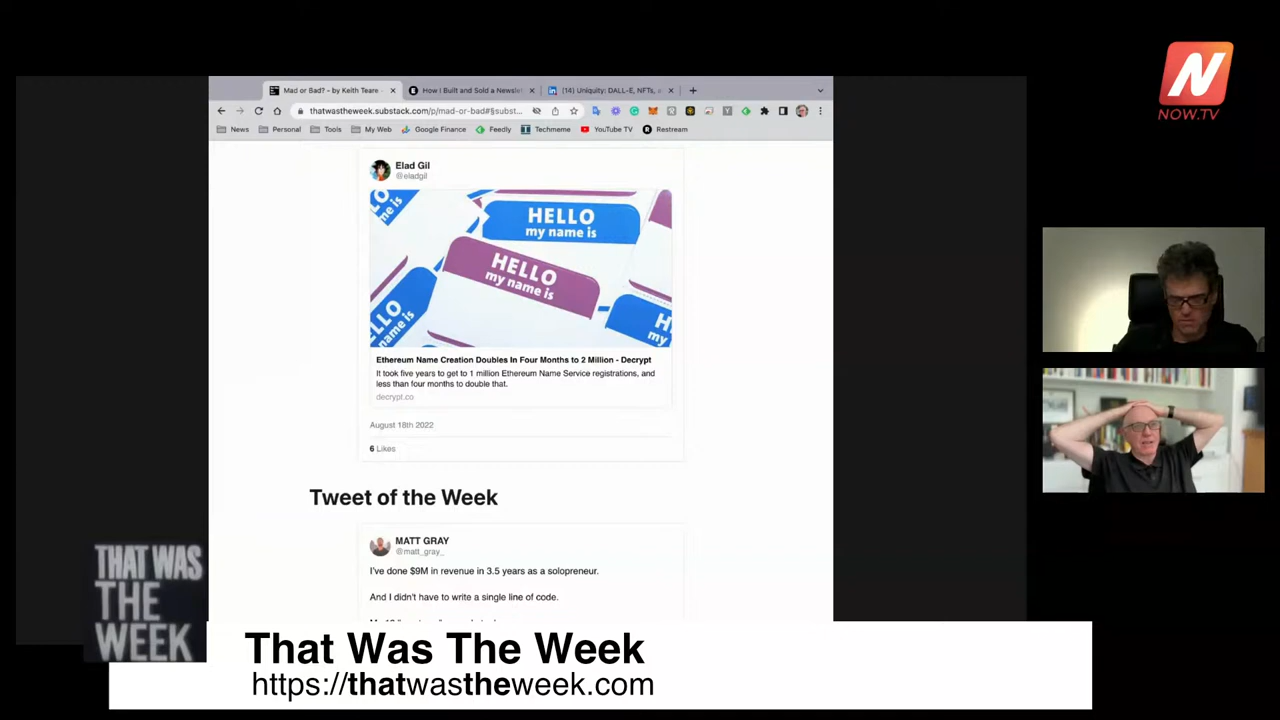 NOW.TV
Mad or Bad? - by Keith Teare -
How I Built and Sold a Newslet
(14) Uniquity: DALL-E, NFTs, a
thatwastheweek.substack.com/p/mad-or-bad#§subst...
News
Personal
Tools
My Web
Google Finance
Feedly
Techmeme
YouTube TV
Restream
Elad Gil
@eladgil
HELLO
my name is
HELLO
my name is
Ethereum Name Creation Doubles In Four Months to 2 Million - Decrypt
It took five years to get to 1 million Ethereum Name Service registrations, and
less than four months to double that.
decrypt.co
August 18th 2022
6 Likes
Tweet of the Week
MATT GRAY
@matt_gray_
I've done $9M in revenue in 3.5 years as a solopreneur.
And I didn't have to write a single line of code.
THAT WAS
THE
WEEK
That Was The Week
https://thatwastheweek.com